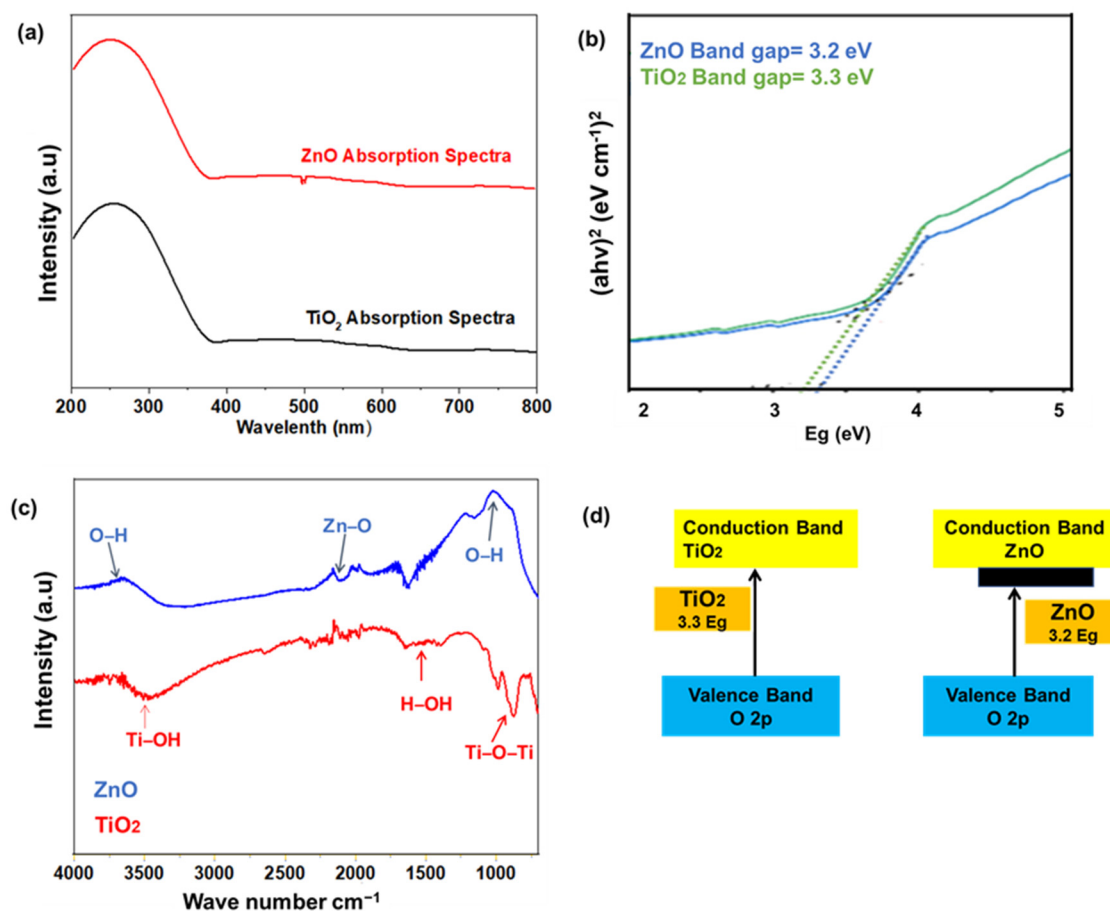 (a)
Intensity (a.u)
ZnO Absorption Spectra
TiO₂ Absorption Spectra
200 300 400 500 600 700 800
Wavelenth (nm)
(b)
ZnO Band gap= 3.2 eV
TiO₂ Band gap= 3.3 eV
(ahv)² (eV cm⁻¹)²
2 3 4 5
Eg (eV)
(c)
Intensity (a.u)
O–H
Zn–O
O–H
Ti–OH
H–OH
Ti–O–Ti
ZnO
TiO₂
4000 3500 3000 2500 2000 1500 1000
Wave number cm⁻¹
(d)
Conduction Band
TiO₂
TiO₂
3.3 Eg
Valence Band
O 2p
Conduction Band
ZnO
ZnO
3.2 Eg
Valence Band
O 2p